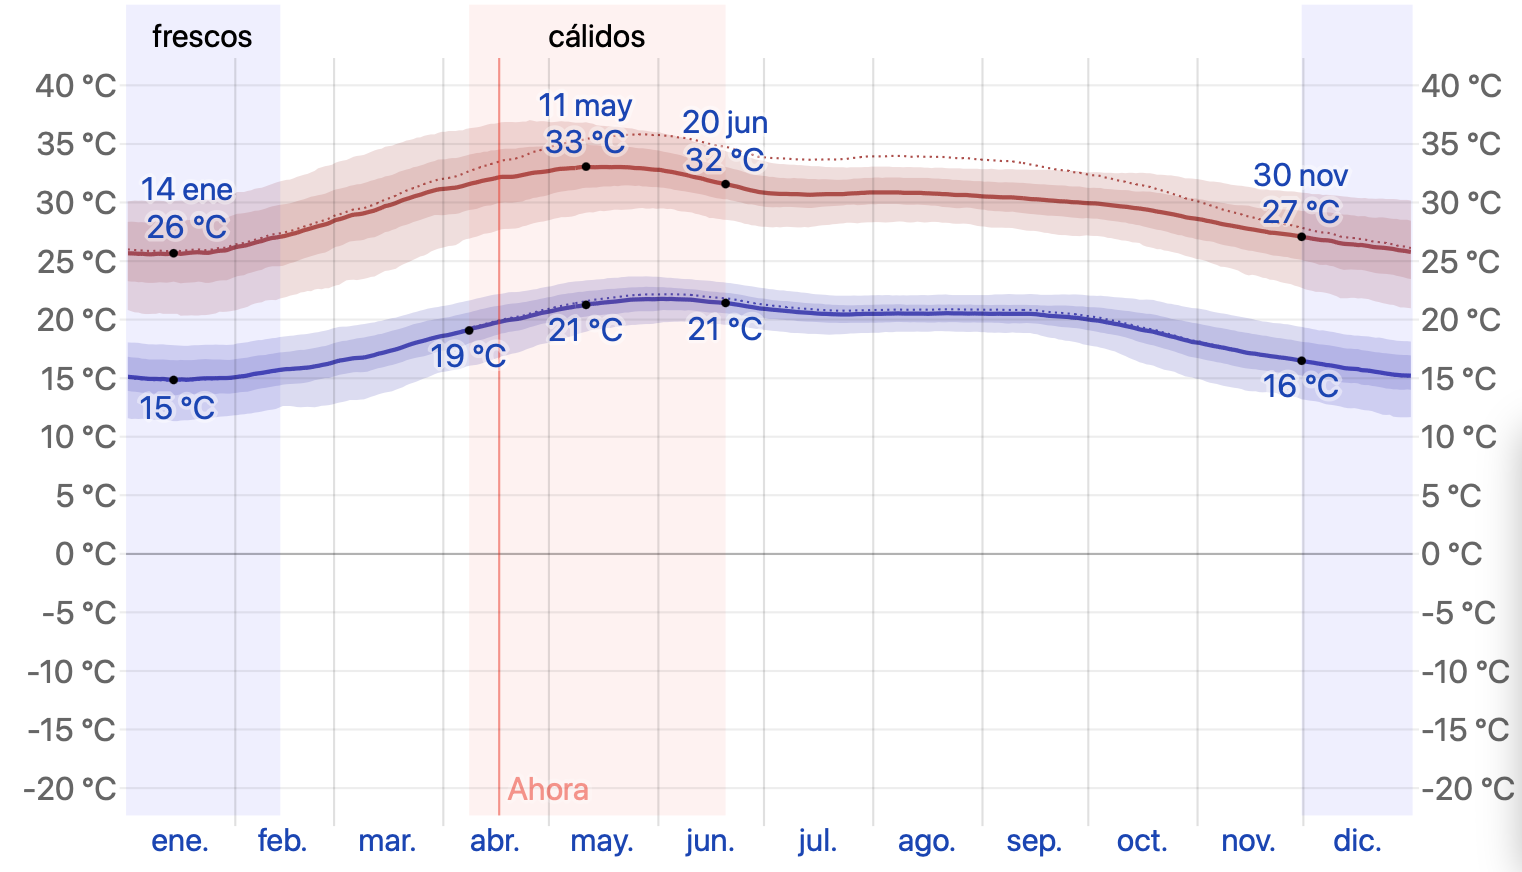 frescos
cálidos
40 °C
40 °C
35 °C
35 °C
30 °C
30 °C
25 °C
25 °C
20 °C
20 °C
15 °C
15 °C
10 °C
10 °C
5 °C
5 °C
0 °C
0 °C
-5 °C
-5 °C
-10 °C
-10 °C
-15 °C
-15 °C
-20 °C
-20 °C
14 ene
26 °C
11 may
33 °C
20 jun
32 °C
30 nov
27 °C
15 °C
19 °C
21 °C
21 °C
16 °C
Ahora
ene.
feb.
mar.
abr.
may.
jun.
jul.
ago.
sep.
oct.
nov.
dic.